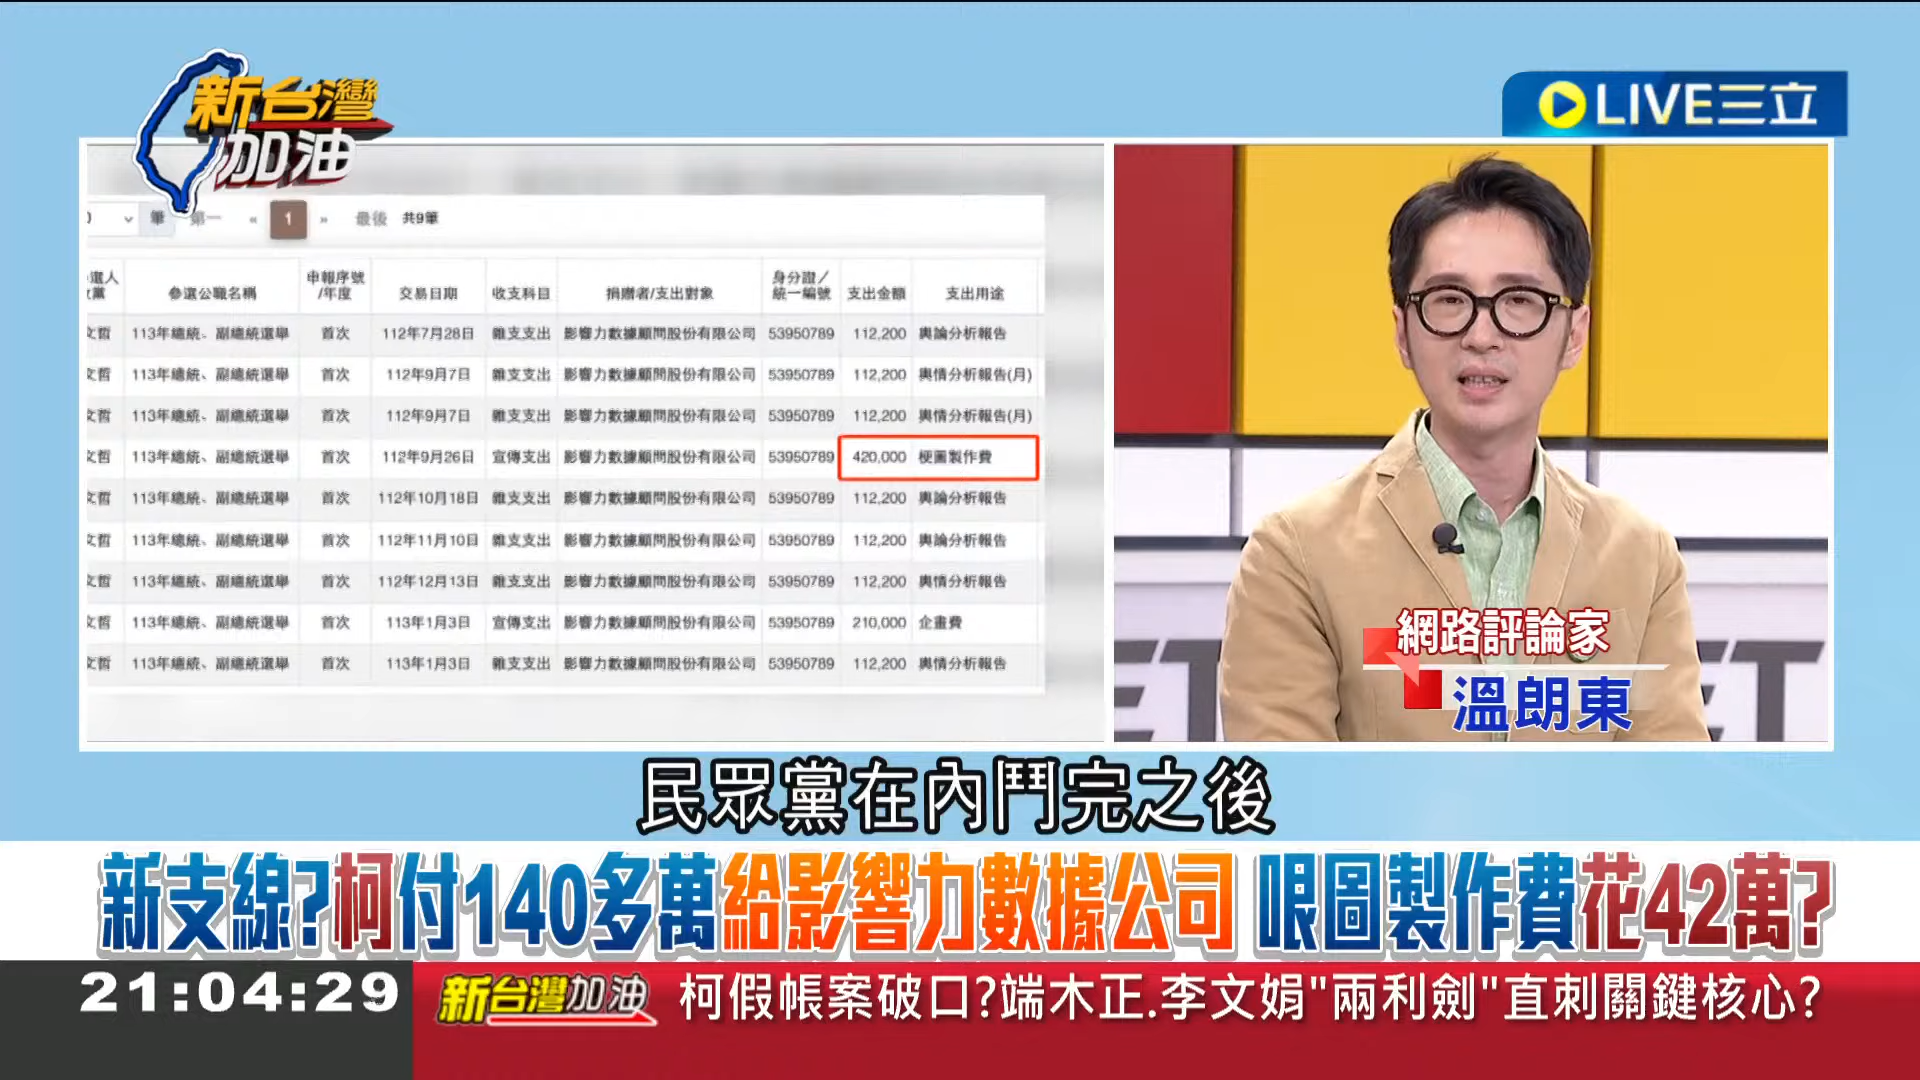 新台灣
加油
LIVE三立
筆 第一 « 1 » 最後 共9筆
選人 參選公職名稱 申報序號/年度 交易日期 收支科目 捐贈者/支出對象 身分證/統一編號 支出金額 支出用途
文哲 113年總統、副總統選舉 首次 112年7月28日 雜支支出 影響力數據顧問股份有限公司 53950789 112,200 輿論分析報告
文哲 113年總統、副總統選舉 首次 112年9月7日 雜支支出 影響力數據顧問股份有限公司 53950789 112,200 輿情分析報告(月)
文哲 113年總統、副總統選舉 首次 112年9月7日 雜支支出 影響力數據顧問股份有限公司 53950789 112,200 輿情分析報告(月)
文哲 113年總統、副總統選舉 首次 112年9月26日 宣傳支出 影響力數據顧問股份有限公司 53950789 420,000 梗圖製作費
文哲 113年總統、副總統選舉 首次 112年10月18日 雜支支出 影響力數據顧問股份有限公司 53950789 112,200 輿論分析報告
文哲 113年總統、副總統選舉 首次 112年11月10日 雜支支出 影響力數據顧問股份有限公司 53950789 112,200 輿論分析報告
文哲 113年總統、副總統選舉 首次 112年12月13日 雜支支出 影響力數據顧問股份有限公司 53950789 112,200 輿情分析報告
文哲 113年總統、副總統選舉 首次 113年1月3日 宣傳支出 影響力數據顧問股份有限公司 53950789 210,000 企畫費
文哲 113年總統、副總統選舉 首次 113年1月3日 雜支支出 影響力數據顧問股份有限公司 53950789 112,200 輿情分析報告
網路評論家
溫朗東
民眾黨在內鬥完之後
新支線?柯付140多萬給影響力數據公司 哏圖製作費花42萬?
21:04:29 新台灣加油 柯假帳案破口?端木正.李文娟"兩利劍"直刺關鍵核心?